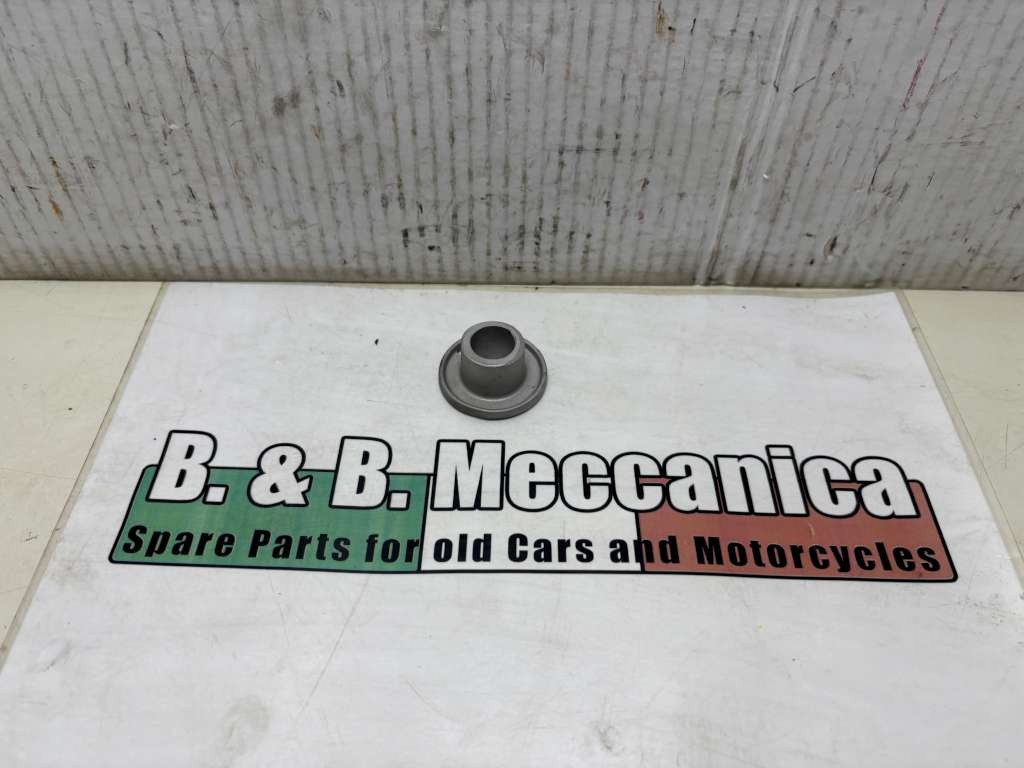 B. & B. Meccanica
Spare Parts for old Cars and Motorcycles